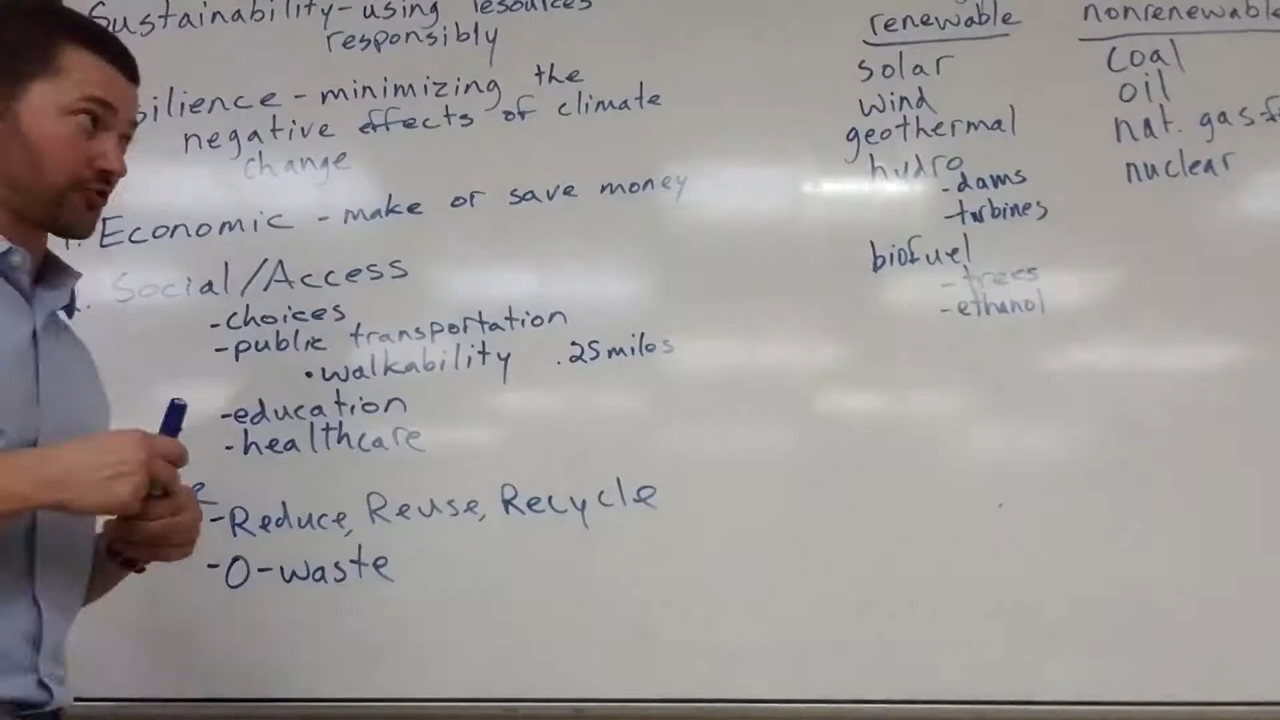 Sustainability-using resources
responsibly
silience - minimizing the
negative effects of climate
change
1. Economic - make or save money
. Social/Access
-choices
-public transportation
•walkability .25miles
-education
-healthcare
-Reduce, Reuse, Recycle
-0-waste
renewable
solar
wind
geothermal
hydro
-dams
-turbines
biofuel
-trees
-ethanol
nonrenewable
coal
oil
nat. gas-f
nuclear